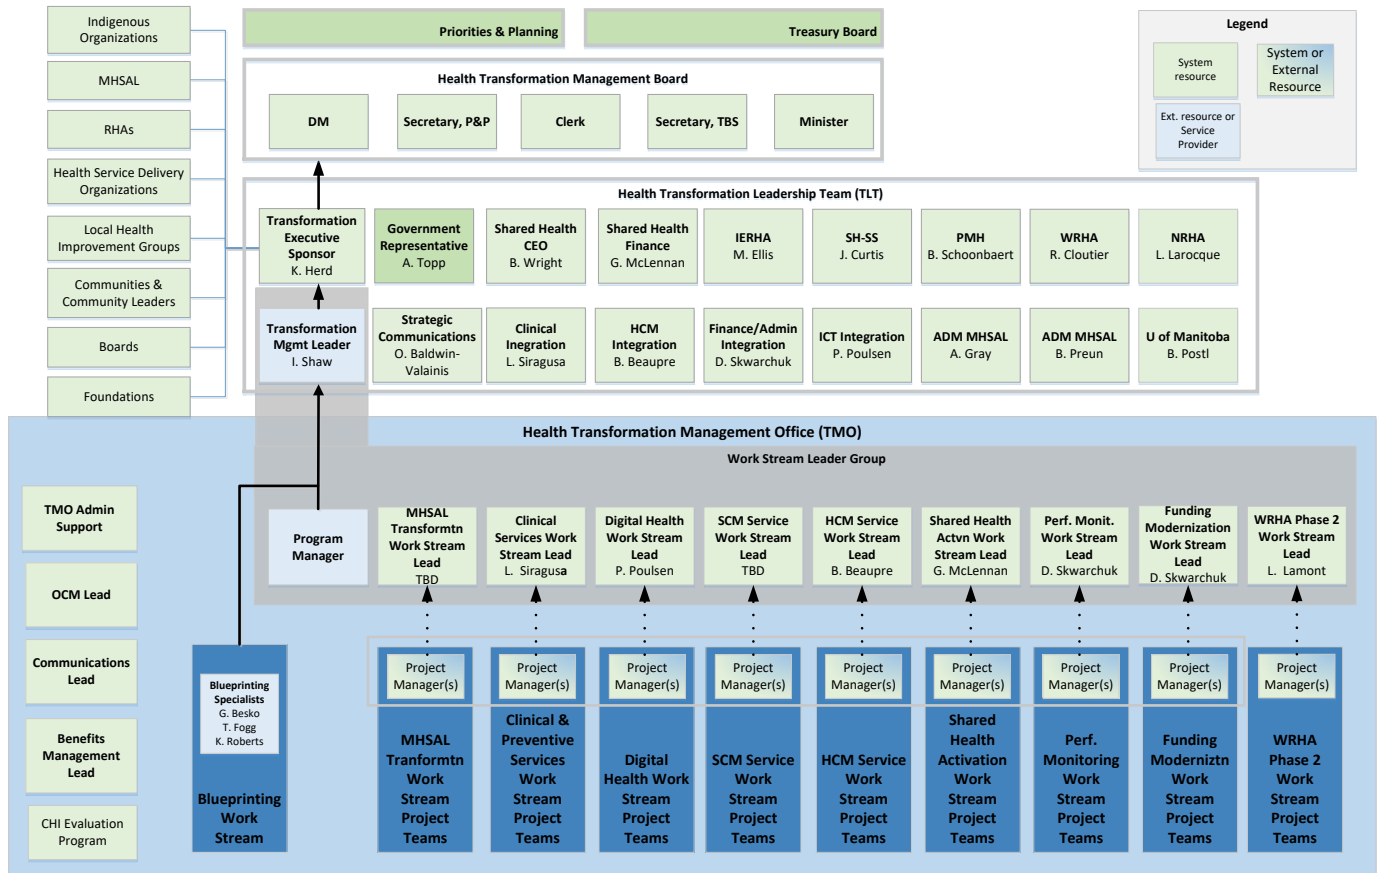 Indigenous
Organizations
MHSAL
RHAs
Health Service Delivery
Organizations
Local Health
Improvement Groups
Communities &
Community Leaders
Boards
Foundations
Priorities & Planning
Treasury Board
Health Transformation Management Board
DM
Secretary, P&P
Clerk
Secretary, TBS
Minister
Legend
System
resource
System or
External
Resource
Ext. resource or
Service
Provider
Health Transformation Leadership Team (TLT)
Transformation
Executive
Sponsor
K. Herd
Government
Representative
A. Topp
Shared Health
CEO
B. Wright
Shared Health
Finance
G. McLennan
IERHA
M. Ellis
SH-SS
J. Curtis
PMH
B. Schoonbaert
WRHA
R. Cloutier
NRHA
L. Larocque
Transformation
Mgmt Leader
I. Shaw
Strategic
Communications
O. Baldwin-
Valainis
Clinical
Inegration
L. Siragusa
HCM
Integration
B. Beaupre
Finance/Admin
Integration
D. Skwarchuk
ICT Integration
P. Poulsen
ADM MHSAL
A. Gray
ADM MHSAL
B. Preun
U of Manitoba
B. Postl
Health Transformation Management Office (TMO)
Work Stream Leader Group
TMO Admin
Support
OCM Lead
Communications
Lead
Benefits
Management
Lead
CHI Evaluation
Program
Program
Manager
MHSAL
Transformtn
Work Stream
Lead
TBD
Clinical
Services Work
Stream Lead
L. Siragusa
Digital Health
Work Stream
Lead
P. Poulsen
SCM Service
Work Stream
Lead
TBD
HCM Service
Work Stream
Lead
B. Beaupre
Shared Health
Actvn Work
Stream Lead
G. McLennan
Perf. Monit.
Work Stream
Lead
D. Skwarchuk
Funding
Modernization
Work Stream
Lead
D. Skwarchuk
WRHA Phase 2
Work Stream
Lead
L. Lamont
Blueprinting
Specialists
G. Besko
T. Fogg
K. Roberts
Blueprinting
Work
Stream
Project
Manager(s)
MHSAL
Tranformtn
Work
Stream
Project
Teams
Project
Manager(s)
Clinical &
Preventive
Services
Work
Stream
Project
Teams
Project
Manager(s)
Digital
Health Work
Stream
Project
Teams
Project
Manager(s)
SCM Service
Work
Stream
Project
Teams
Project
Manager(s)
HCM Service
Work
Stream
Project
Teams
Project
Manager(s)
Shared
Health
Activation
Work
Stream
Project
Teams
Project
Manager(s)
Perf.
Monitoring
Work
Stream
Project
Teams
Project
Manager(s)
Funding
Moderniztn
Work
Stream
Project
Teams
Project
Manager(s)
WRHA
Phase 2
Work
Stream
Project
Teams